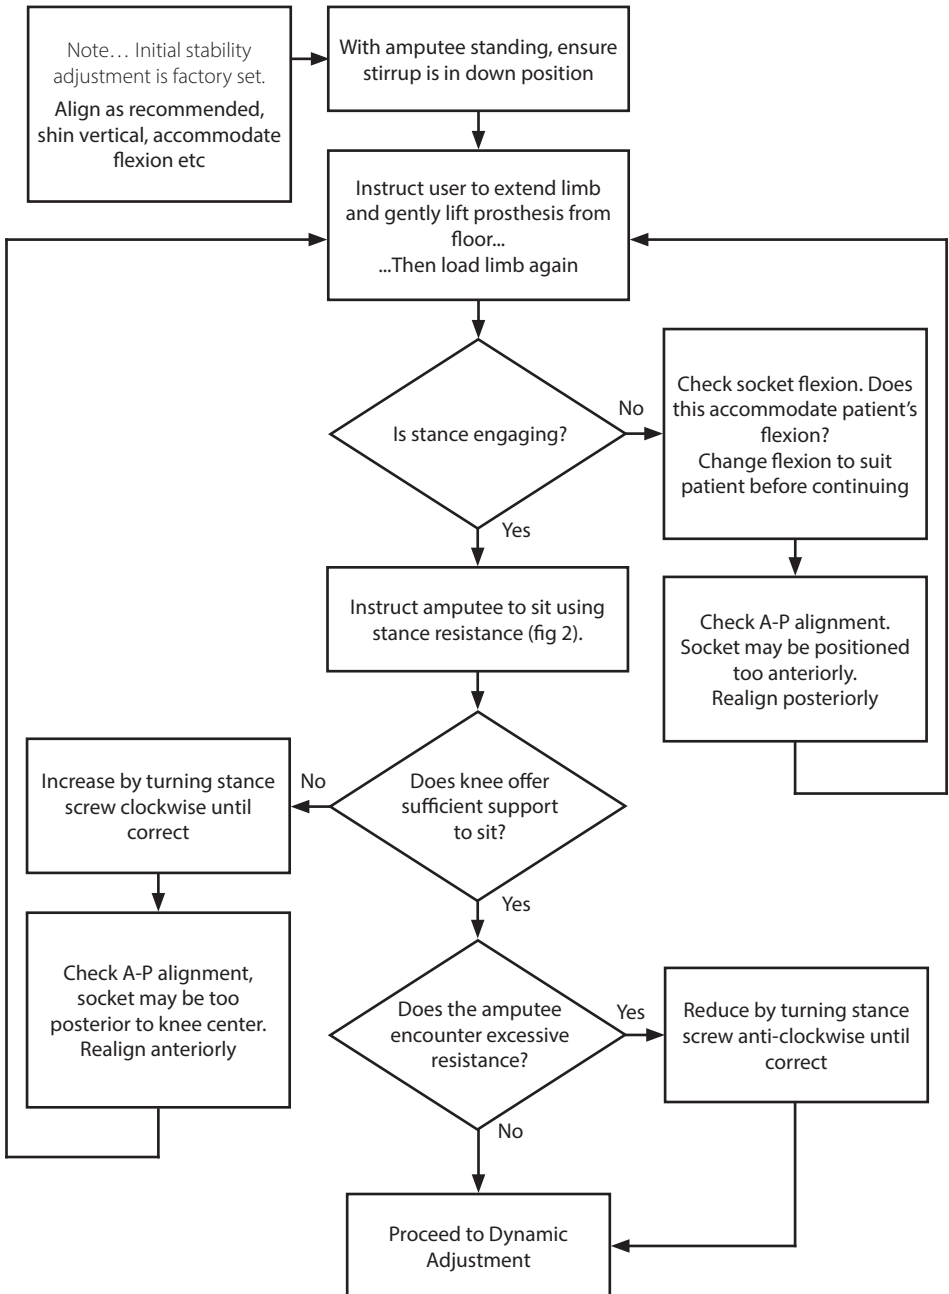 Note… Initial stability
adjustment is factory set.
Align as recommended,
shin vertical, accommodate
flexion etc
With amputee standing, ensure
stirrup is in down position
Instruct user to extend limb
and gently lift prosthesis from
floor...
...Then load limb again
Is stance engaging?
No
Check socket flexion. Does
this accommodate patient’s
flexion?
Change flexion to suit
patient before continuing
Yes
Check A-P alignment.
Socket may be positioned
too anteriorly.
Realign posteriorly
Instruct amputee to sit using
stance resistance (fig 2).
Does knee offer
sufficient support
to sit?
No
Increase by turning stance
screw clockwise until
correct
Check A-P alignment,
socket may be too
posterior to knee center.
Realign anteriorly
Yes
Does the amputee
encounter excessive
resistance?
Yes
Reduce by turning stance
screw anti-clockwise until
correct
No
Proceed to Dynamic
Adjustment